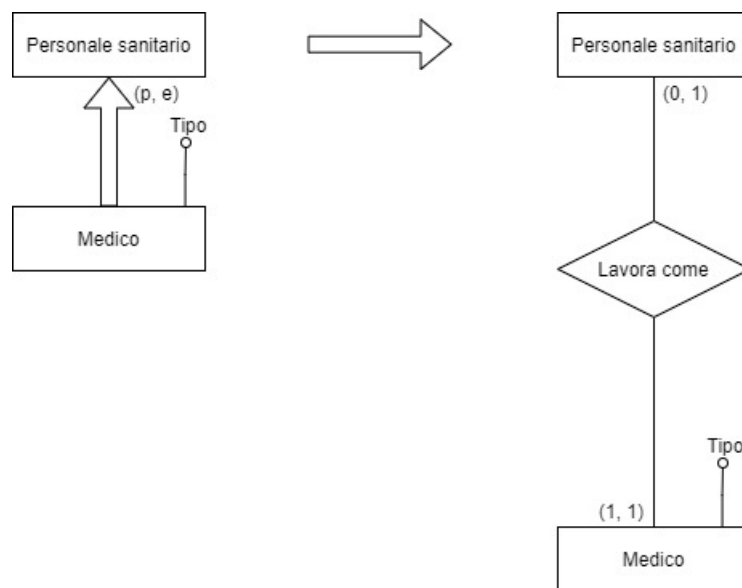 Personale sanitario
(p, e)
Tipo
Medico
Personale sanitario
(0, 1)
Lavora come
Tipo
(1, 1)
Medico